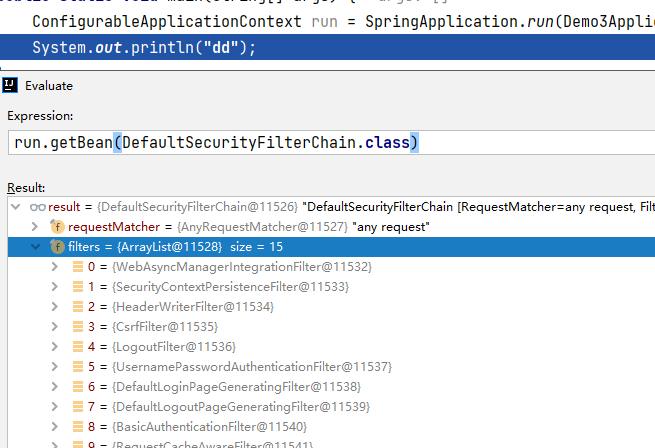 ConfigurableApplicationContext run = SpringApplication.run(Demo3Appli
System.out.println("dd");
Evaluate
Expression:
run.getBean(DefaultSecurityFilterChain.class)
Result:
result = {DefaultSecurityFilterChain@11526} "DefaultSecurityFilterChain [RequestMatcher=any request, Filt
requestMatcher = {AnyRequestMatcher@11527} "any request"
filters = {ArrayList@11528} size = 15
0 = {WebAsyncManagerIntegrationFilter@11532}
1 = {SecurityContextPersistenceFilter@11533}
2 = {HeaderWriterFilter@11534}
3 = {CsrfFilter@11535}
4 = {LogoutFilter@11536}
5 = {UsernamePasswordAuthenticationFilter@11537}
6 = {DefaultLoginPageGeneratingFilter@11538}
7 = {DefaultLogoutPageGeneratingFilter@11539}
8 = {BasicAuthenticationFilter@11540}
9 = {RequestCacheAwareFilter@11541}